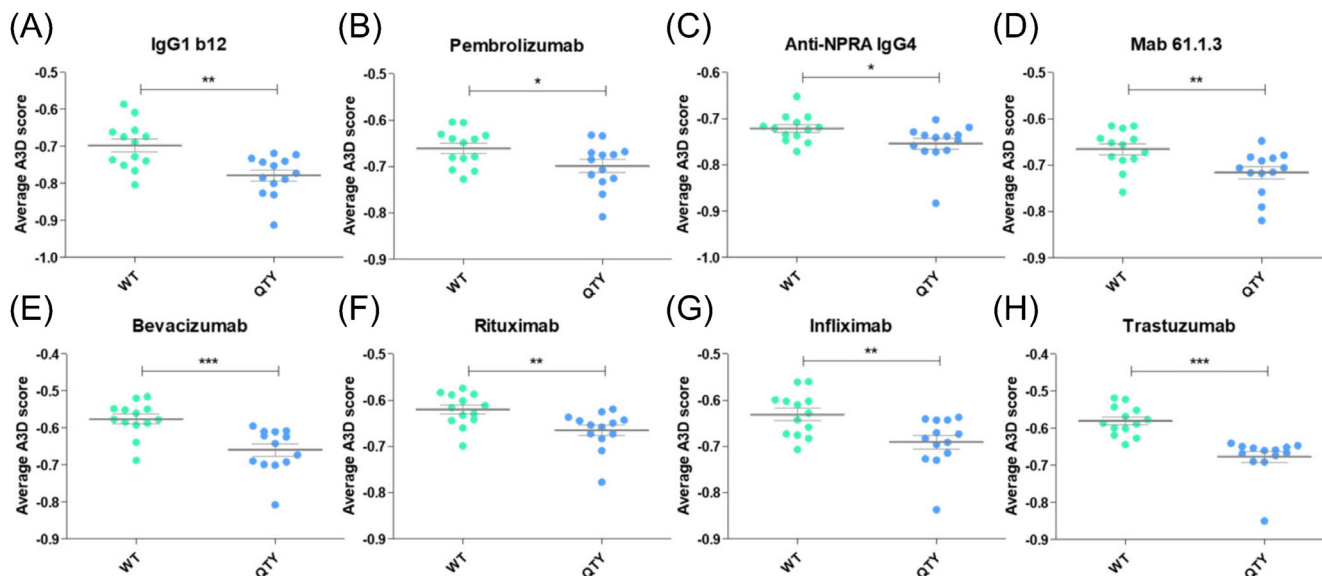 (A)
IgG1 b12
**
Average A3D score
-0.5
-0.6
-0.7
-0.8
-0.9
-1.0
WT
QTY
(B)
Pembrolizumab
*
Average A3D score
-0.5
-0.6
-0.7
-0.8
-0.9
WT
QTY
(C)
Anti-NPRA IgG4
*
Average A3D score
-0.6
-0.7
-0.8
-0.9
-1.0
WT
QTY
(D)
Mab 61.1.3
**
Average A3D score
-0.5
-0.6
-0.7
-0.8
-0.9
WT
QTY
(E)
Bevacizumab
***
Average A3D score
-0.4
-0.5
-0.6
-0.7
-0.8
-0.9
WT
QTY
(F)
Rituximab
**
Average A3D score
-0.5
-0.6
-0.7
-0.8
-0.9
WT
QTY
(G)
Infliximab
**
Average A3D score
-0.5
-0.6
-0.7
-0.8
-0.9
WT
QTY
(H)
Trastuzumab
***
Average A3D score
-0.4
-0.5
-0.6
-0.7
-0.8
-0.9
WT
QTY